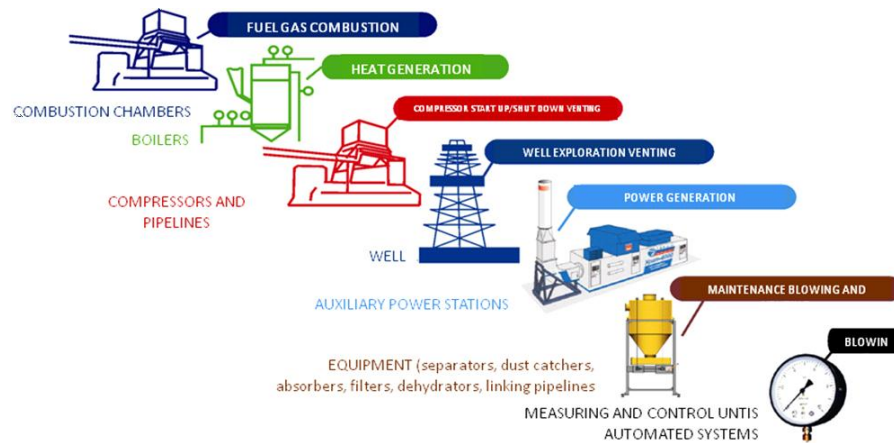 FUEL GAS COMBUSTION
HEAT GENERATION
COMBUSTION CHAMBERS
COMPRESSOR START UP/SHUT DOWN VENTING
BOILERS
WELL EXPLORATION VENTING
COMPRESSORS AND
PIPELINES
POWER GENERATION
WELL
MAINTENANCE BLOWING AND
AUXILIARY POWER STATIONS
BLOWIN
EQUIPMENT (separators, dust catchers,
absorbers, filters, dehydrators, linking pipelines
MEASURING AND CONTROL UNTIS
AUTOMATED SYSTEMS